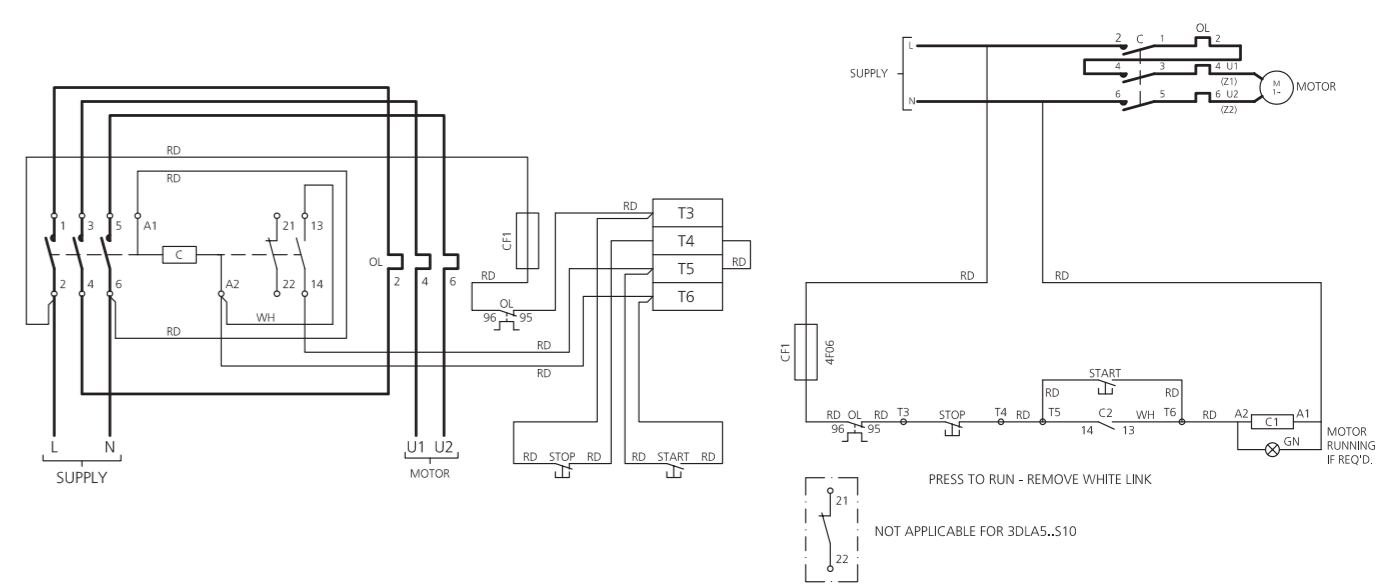 RD
RD
1 3 5 A1 21 13
C
2 4 6 A2 22 14
WH
RD
OL
2 4 6
CF1
RD
RD
OL
96 95
T3
T4
T5
T6
RD
RD
RD
L N
SUPPLY
U1 U2
MOTOR
RD STOP RD
RD START RD
SUPPLY
L
N
2 C 1 OL 2
4 3 4 U1
(Z1)
6 5 6 U2
(Z2)
M
1~
MOTOR
RD RD
CF1
4F06
START
RD RD
RD OL RD T3 STOP T4 RD T5 C2 WH T6 RD A2 C1 A1
96 95 14 13
GN
MOTOR
RUNNING
IF REQ'D.
PRESS TO RUN - REMOVE WHITE LINK
21
NOT APPLICABLE FOR 3DLA5..S10
22